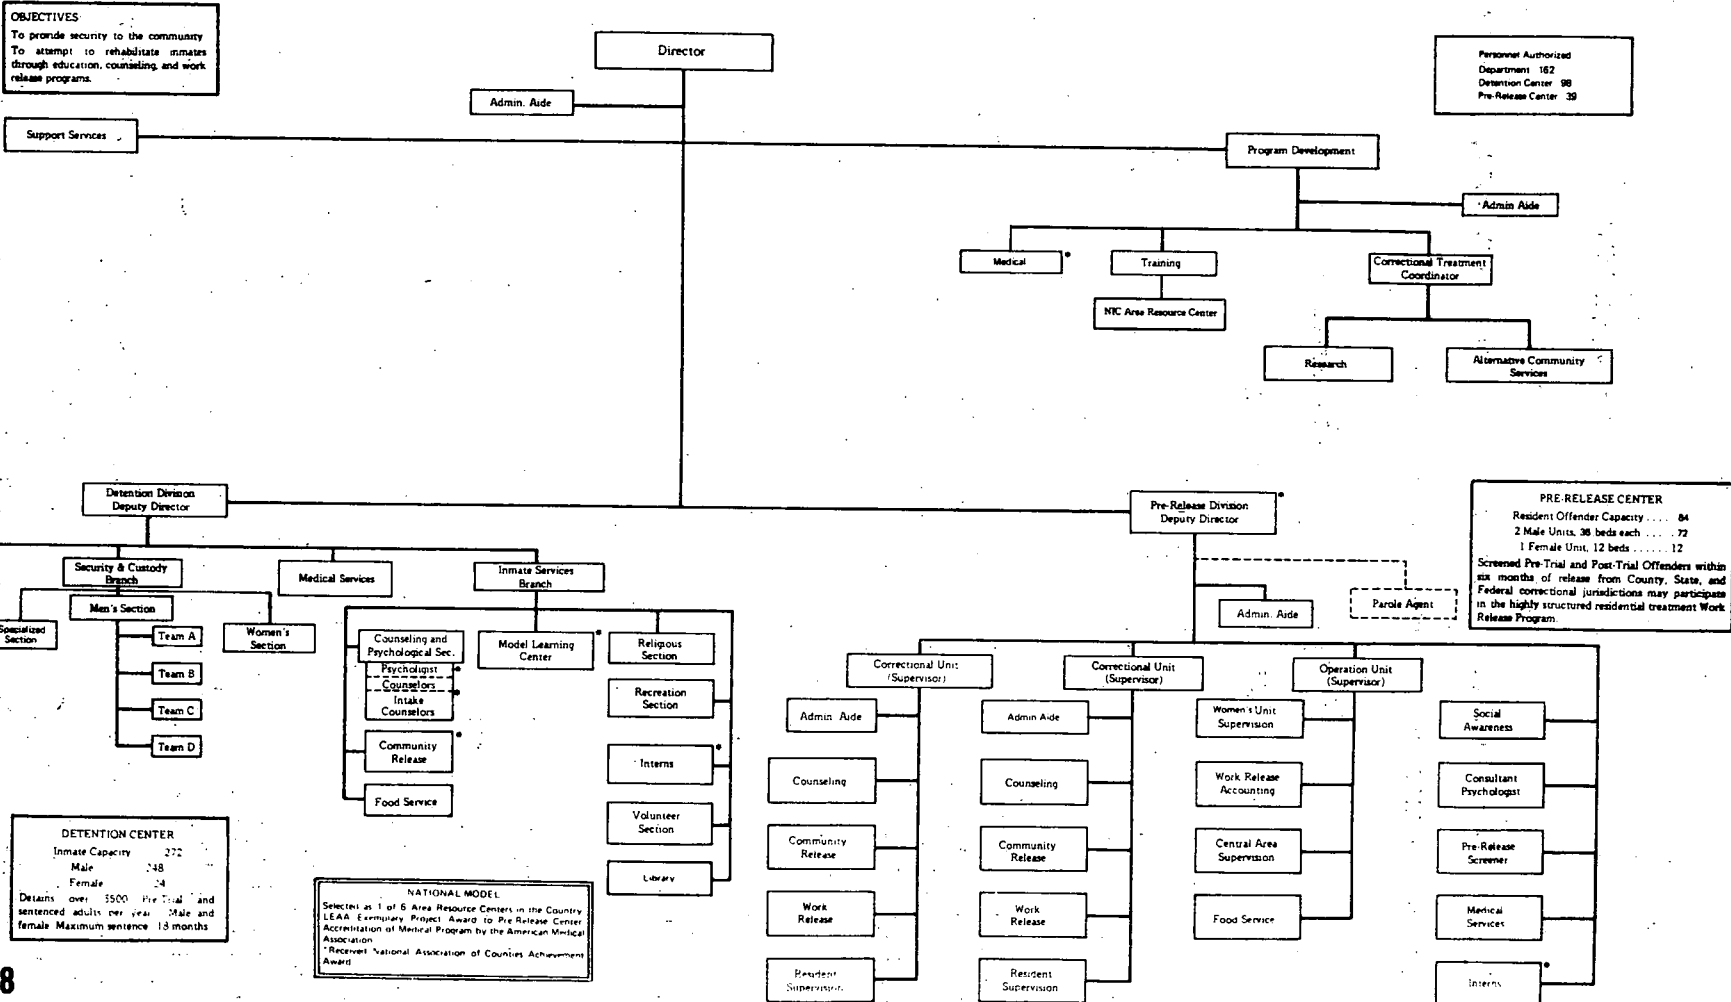 OBJECTIVES
To provide security to the community
To attempt to rehabilitate inmates
through education, counseling, and work
release programs.
Director
Personnel Authorized
Department 162
Detention Center 98
Pre-Release Center 39
Admin. Aide
Support Services
Program Development
Admin Aide
Medical *
Training
Correctional Treatment
Coordinator
NIC Area Resource Center
Research
Alternative Community
Services
Detention Division
Deputy Director
Pre-Release Division *
Deputy Director
PRE-RELEASE CENTER
Resident Offender Capacity .... 84
2 Male Units, 36 beds each .... 72
1 Female Unit, 12 beds ...... 12
Screened Pre-Trial and Post-Trial Offenders within
six months of release from County, State, and
Federal correctional jurisdictions may participate
in the highly structured residential treatment Work
Release Program.
Security & Custody
Branch
Medical Services
Inmate Services
Branch
Admin. Aide
Parole Agent
Specialized
Section
Men's Section
Women's
Section
Team A
Team B
Team C
Team D
Counseling and
Psychological Sec.
Psychologist *
Counselors
Intake *
Counselors
Community *
Release
Food Service
Model Learning *
Center
Religious
Section
Recreation
Section
Interns *
Volunteer
Section
Library
Correctional Unit
(Supervisor)
Admin. Aide
Counseling
Community
Release
Work
Release
Resident
Supervision
Correctional Unit
(Supervisor)
Admin Aide
Counseling
Community
Release
Work
Release
Resident
Supervision
Operation Unit
(Supervisor)
Women's Unit
Supervision
Work Release
Accounting
Central Area
Supervision
Food Service
Social
Awareness
Consultant
Psychologist
Pre-Release
Screener
Medical
Services
Interns *
DETENTION CENTER
Inmate Capacity 272
Male 248
Female 24
Detains over 3500 Pre-Trial and
sentenced adults per year Male and
female Maximum sentence 18 months
NATIONAL MODEL
Selected as 1 of 6 Area Resource Centers in the Country
LEAA Exemplary Project Award to Pre Release Center
Accreditation of Medical Program by the American Medical
Association
*Received National Association of Counties Achievement
Award
8